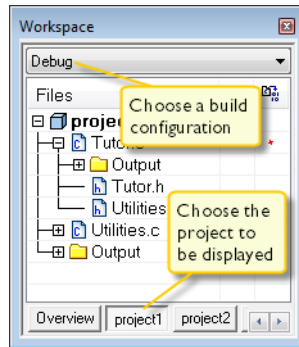 Workspace
Debug
Files
Choose a build
configuration
Output
Tutor.h
Utilities
Choose the
project to
be displayed
Utilities.c
Output
Overview
project1
project2